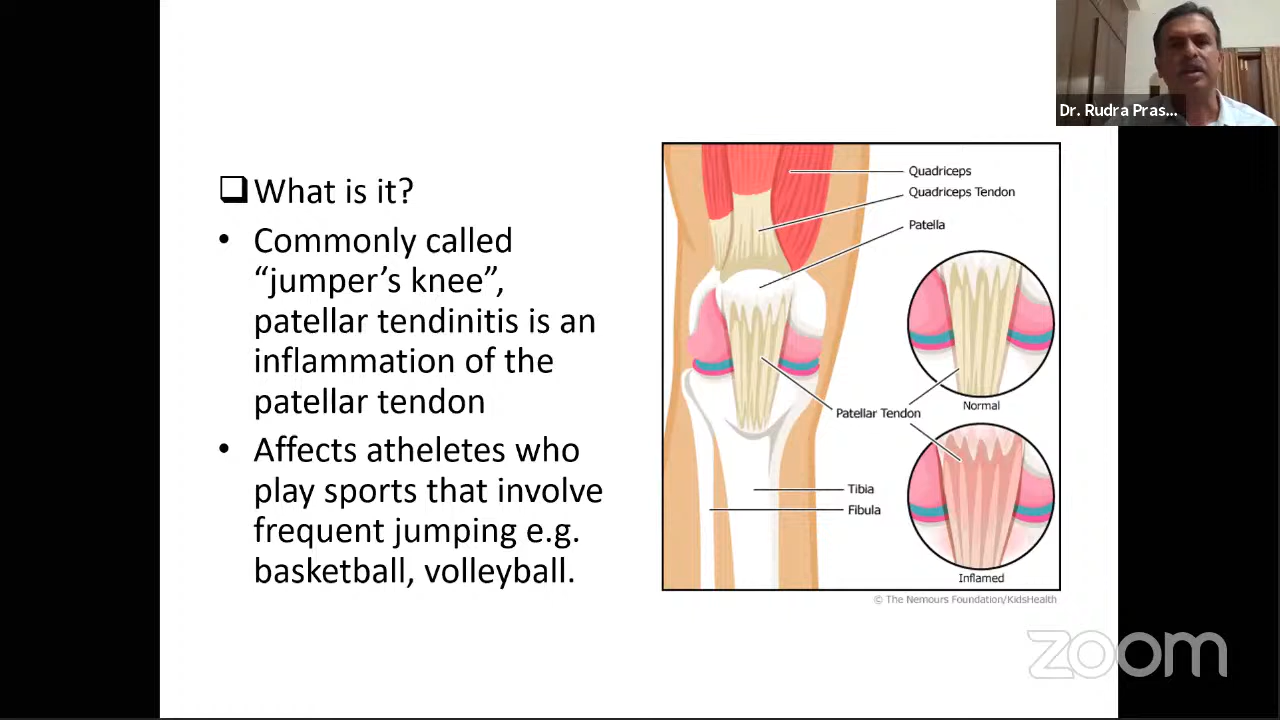 Dr. Rudra Pras...
What is it?
• Commonly called
“jumper’s knee”,
patellar tendinitis is an
inflammation of the
patellar tendon
• Affects atheletes who
play sports that involve
frequent jumping e.g.
basketball, volleyball.
Quadriceps
Quadriceps Tendon
Patella
Normal
Patellar Tendon
Tibia
Fibula
Inflamed
© The Nemours Foundation/KidsHealth
zoom